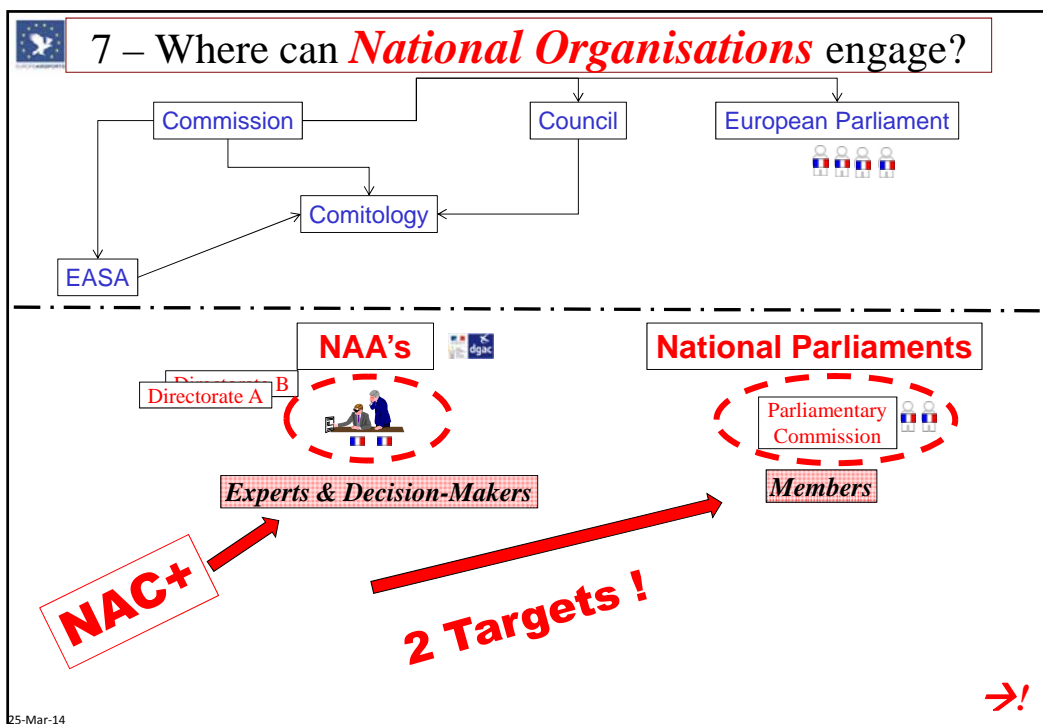 7 – Where can National Organisations engage?
Commission
Council
European Parliament
Comitology
EASA
NAA's
dgac
National Parliaments
Directorate B
Directorate A
Parliamentary
Commission
Experts & Decision-Makers
Members
NAC+
2 Targets !
→!
25-Mar-14